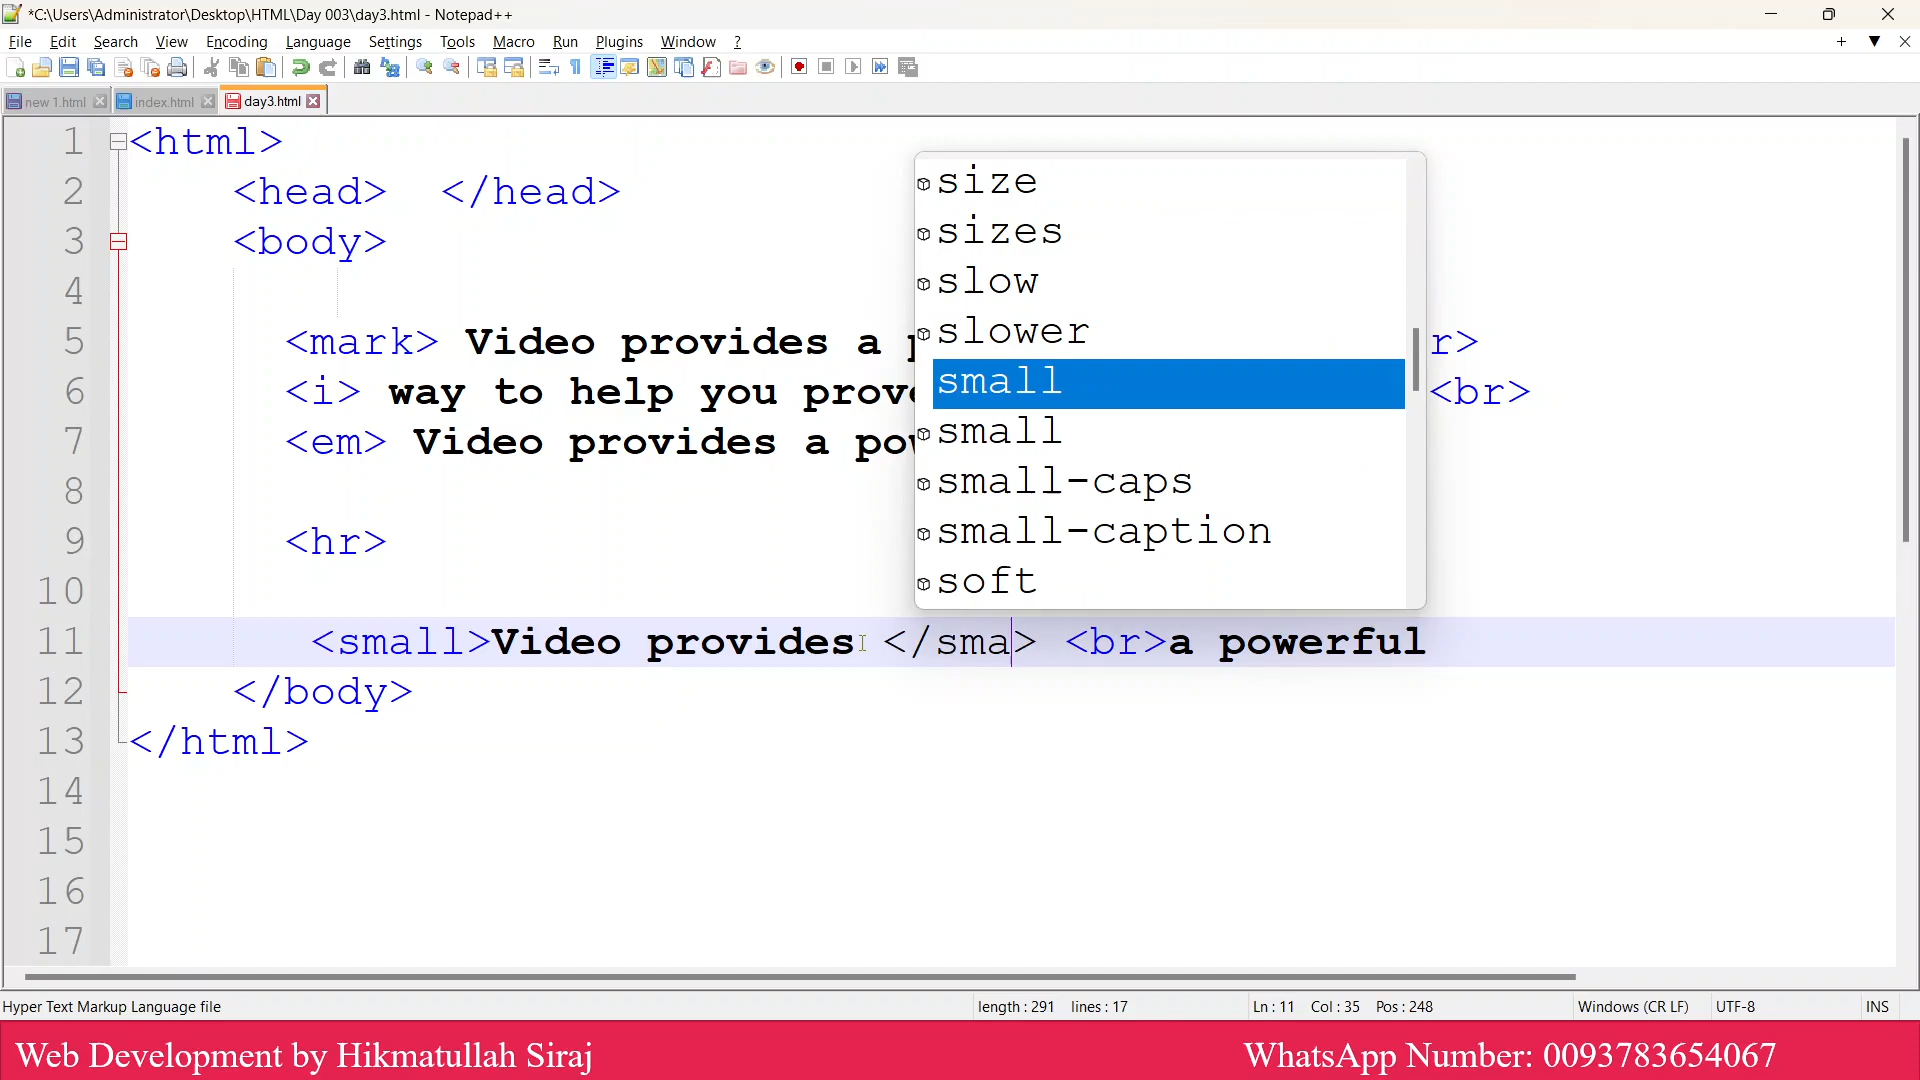 *C:\Users\Administrator\Desktop\HTML\Day 003\day3.html - Notepad++
File Edit Search View Encoding Language Settings Tools Macro Run Plugins Window ?
new 1.html index.html day3.html
1 <html>
2 <head> </head>
3 <body>
4
5 <mark> Video provides a r>
6 <i> way to help you prov <br>
7 <em> Video provides a po
8
9 <hr>
10
11 <small>Video provides </sma> <br>a powerful
12 </body>
13 </html>
14
15
16
17
size
sizes
slow
slower
small
small
small-caps
small-caption
soft
Hyper Text Markup Language file length : 291 lines : 17 Ln : 11 Col : 35 Pos : 248 Windows (CR LF) UTF-8 INS
Web Development by Hikmatullah Siraj WhatsApp Number: 0093783654067